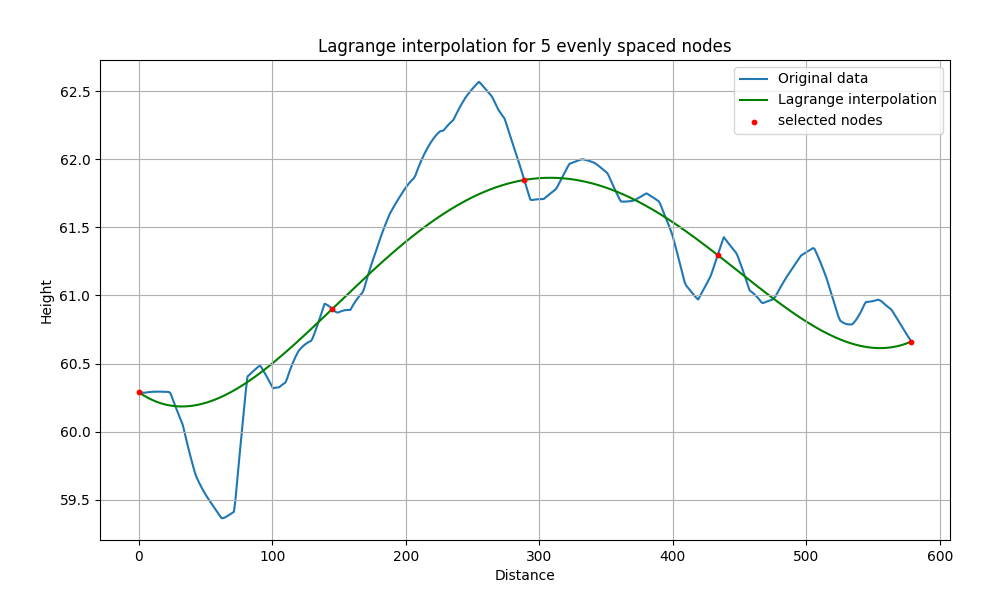 Lagrange interpolation for 5 evenly spaced nodes
Original data
Lagrange interpolation
selected nodes
62.5
62.0
61.5
61.0
60.5
60.0
59.5
Height
0 100 200 300 400 500 600
Distance